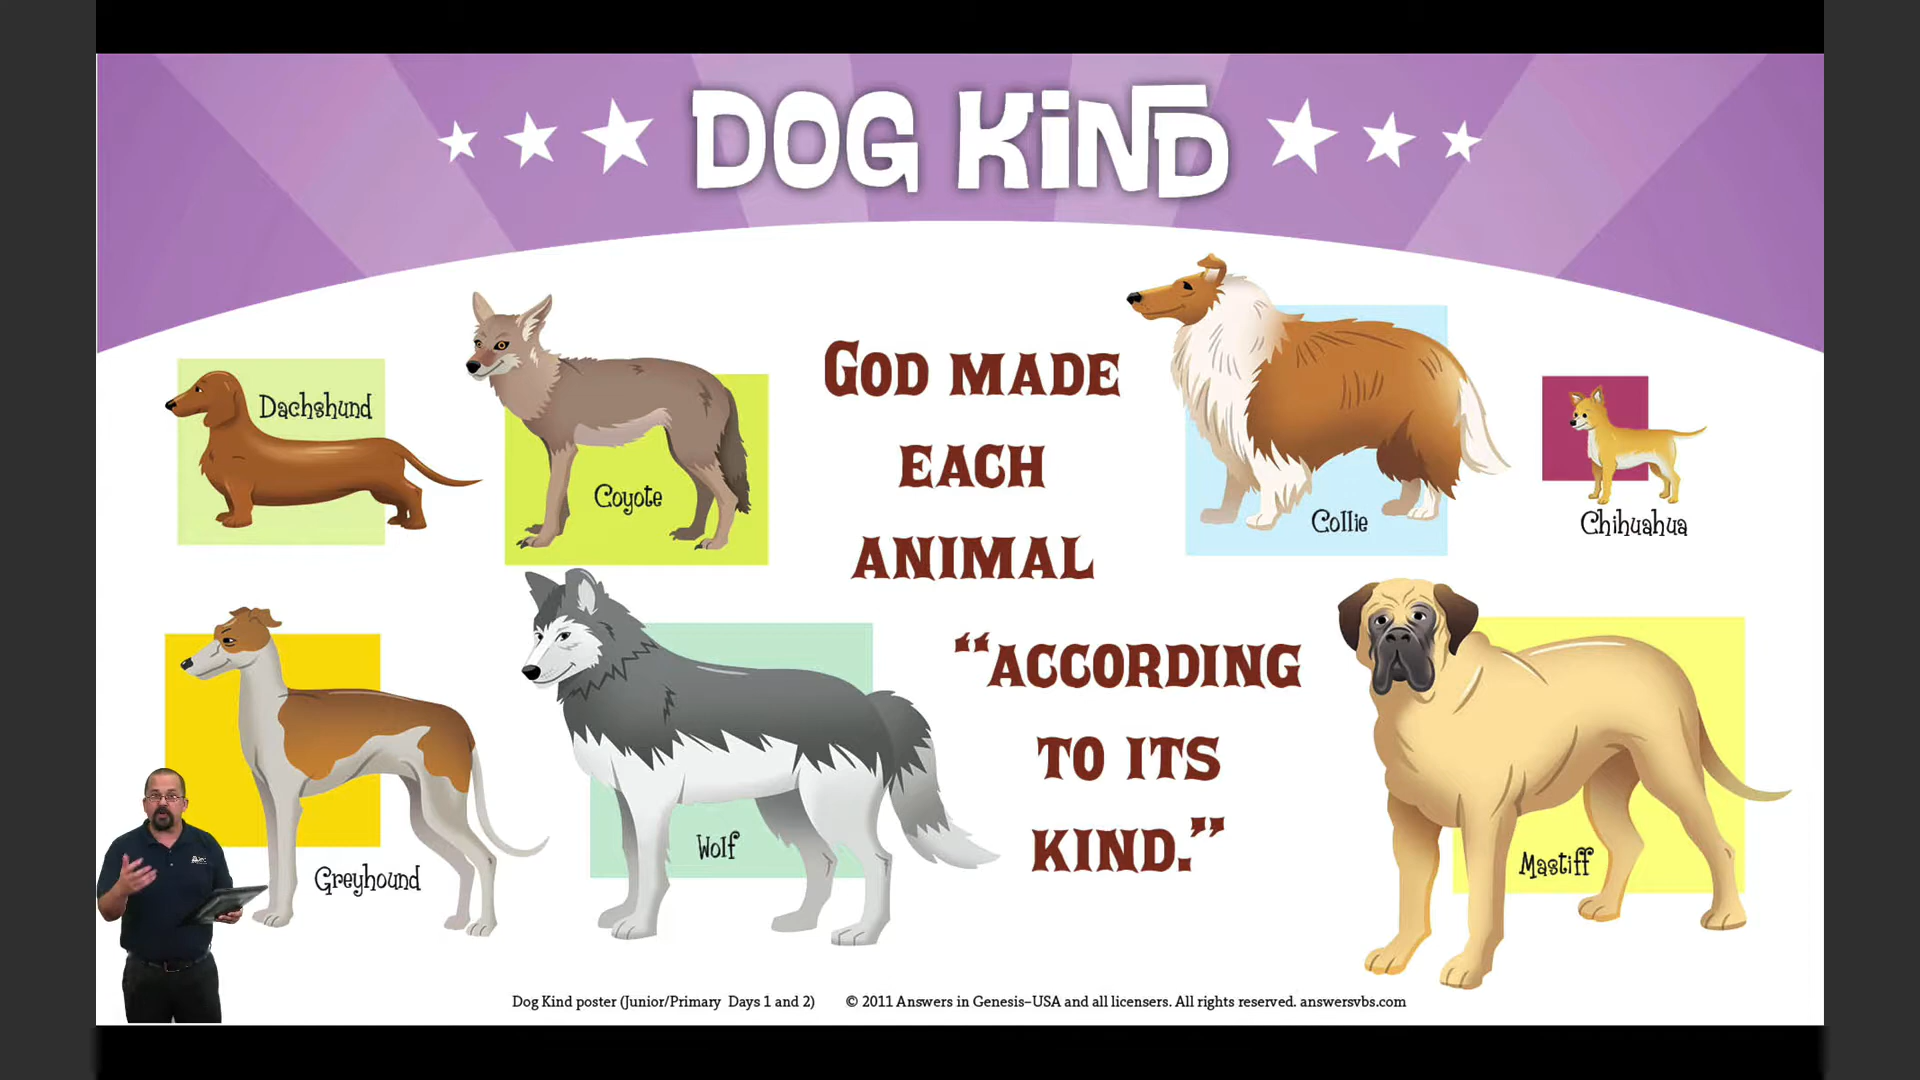 DOG KIND
Dachshund
Coyote
GOD MADE
EACH
ANIMAL
"ACCORDING
TO ITS
KIND."
Collie
Chihuahua
Greyhound
Wolf
Mastiff
Dog Kind poster (Junior/Primary Days 1 and 2) © 2011 Answers in Genesis–USA and all licensers. All rights reserved. answersvbs.com